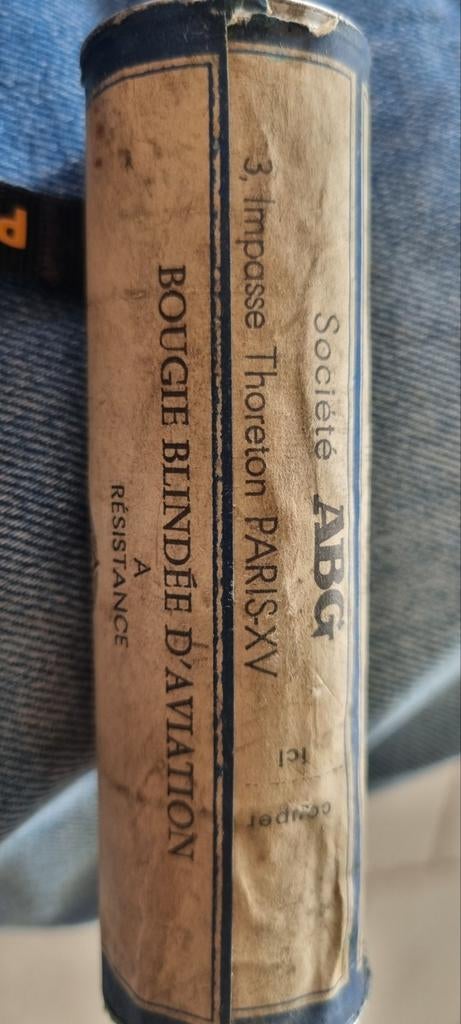 Société ABG
3, Impasse Thoreton PARIS-XV
couper
ici
BOUGIE BLINDÉE D'AVIATION
A
RÉSISTANCE
P